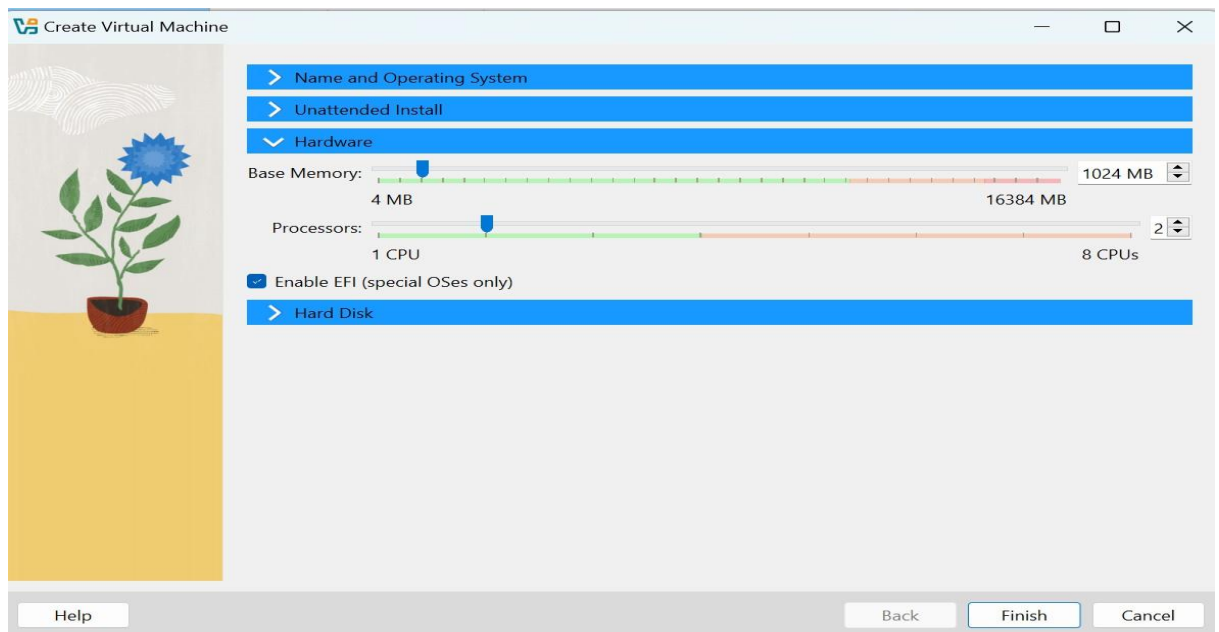 Create Virtual Machine
Name and Operating System
Unattended Install
Hardware
Base Memory: 1024 MB
4 MB 16384 MB
Processors: 2
1 CPU 8 CPUs
Enable EFI (special OSes only)
Hard Disk
Help Back Finish Cancel